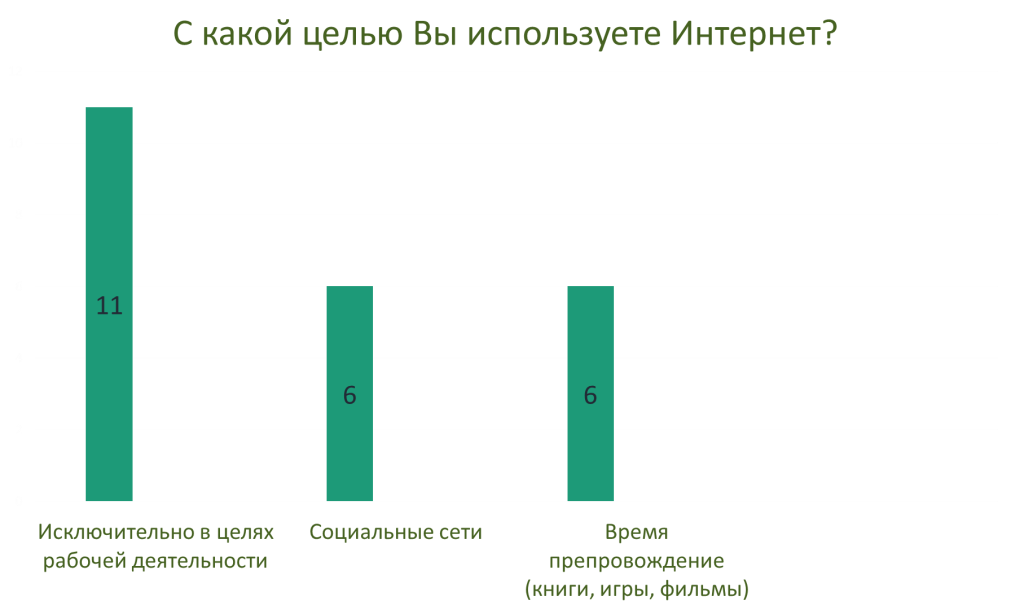 С какой целью Вы используете Интернет?
11
6
6
Исключительно в целях
рабочей деятельности
Социальные сети
Время
препровождение
(книги, игры, фильмы)